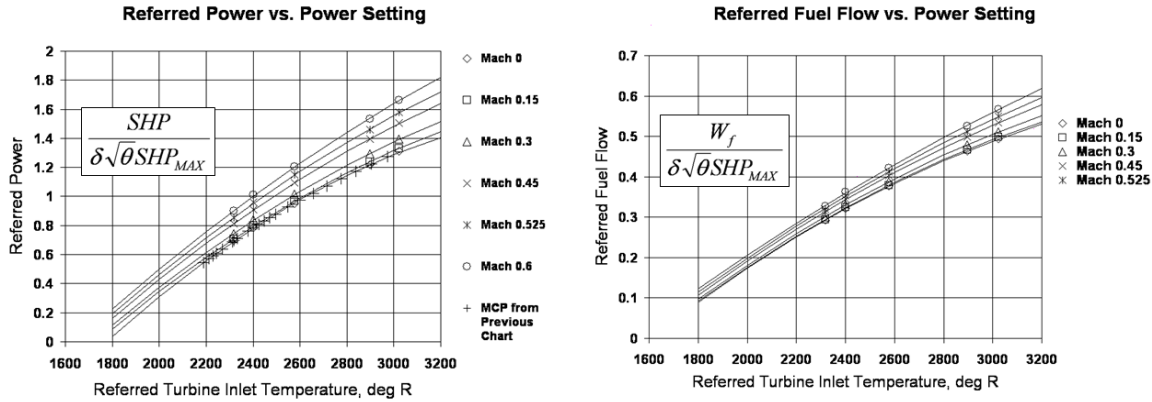 Referred Power vs. Power Setting
Referred Power
2
1.8
1.6
1.4
1.2
1
0.8
0.6
0.4
0.2
0
1600 1800 2000 2200 2400 2600 2800 3000 3200
Referred Turbine Inlet Temperature, deg R
SHP
δ√θSHP_MAX
Mach 0
Mach 0.15
Mach 0.3
Mach 0.45
Mach 0.525
Mach 0.6
MCP from
Previous
Chart
Referred Fuel Flow vs. Power Setting
Referred Fuel Flow
0.7
0.6
0.5
0.4
0.3
0.2
0.1
0
1600 1800 2000 2200 2400 2600 2800 3000 3200
Referred Turbine Inlet Temperature, deg R
W_f
δ√θSHP_MAX
Mach 0
Mach 0.15
Mach 0.3
Mach 0.45
Mach 0.525